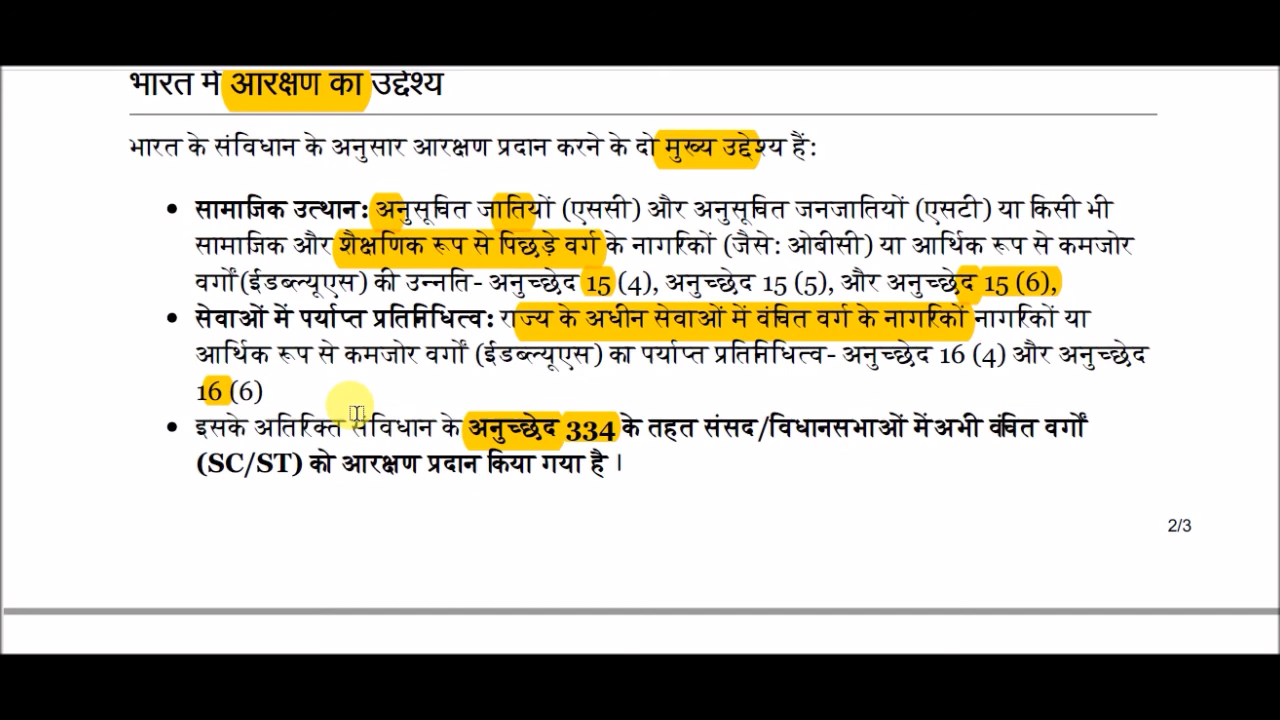 भारत में आरक्षण का उद्देश्य
भारत के संविधान के अनुसार आरक्षण प्रदान करने के दो मुख्य उद्देश्य हैं:
• सामाजिक उत्थान: अनुसूचित जातियों (एससी) और अनुसूचित जनजातियों (एसटी) या किसी भी
सामाजिक और शैक्षणिक रूप से पिछड़े वर्ग के नागरिकों (जैसे: ओबीसी) या आर्थिक रूप से कमजोर
वर्गों(ईडब्ल्यूएस) की उन्नति- अनुच्छेद 15 (4), अनुच्छेद 15 (5), और अनुच्छेद 15 (6),
• सेवाओं में पर्याप्त प्रतिनिधित्व: राज्य के अधीन सेवाओं में वंचित वर्ग के नागरिकों नागरिकों या
आर्थिक रूप से कमजोर वर्गों (ईडब्ल्यूएस) का पर्याप्त प्रतिनिधित्व- अनुच्छेद 16 (4) और अनुच्छेद
16 (6)
• इसके अतिरिक्त संविधान के अनुच्छेद 334 के तहत संसद/विधानसभाओं में अभी वंचित वर्गों
(SC/ST) को आरक्षण प्रदान किया गया है।
2/3